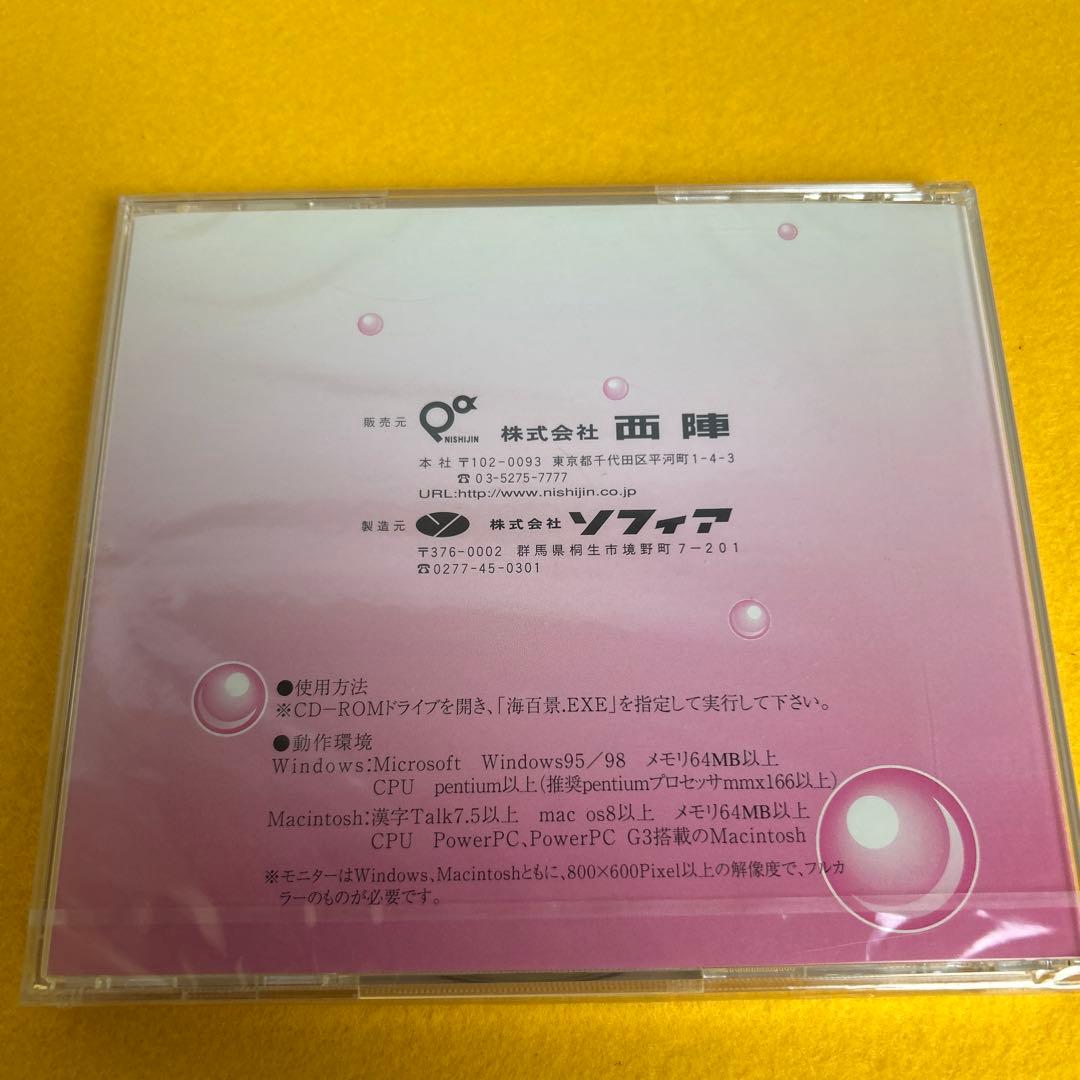 販売元 Pα NISHIJIN 株式会社 西陣
本社 〒102-0093 東京都千代田区平河町1-4-3
☎ 03-5275-7777
URL:http://www.nishijin.co.jp
製造元 株式会社 ソフィア
〒376-0002 群馬県桐生市境野町7-201
☎0277-45-0301
●使用方法
※CD-ROMドライブを開き、「海百景.EXE」を指定して実行して下さい。
●動作環境
Windows:Microsoft Windows95/98 メモリ64MB以上
CPU pentium以上(推奨pentiumプロセッサmmx166以上)
Macintosh:漢字Talk7.5以上 mac os8以上 メモリ64MB以上
CPU PowerPC、PowerPC G3搭載のMacintosh
※モニターはWindows、Macintoshともに、800×600Pixel以上の解像度で、フルカ
ラーのものが必要です。